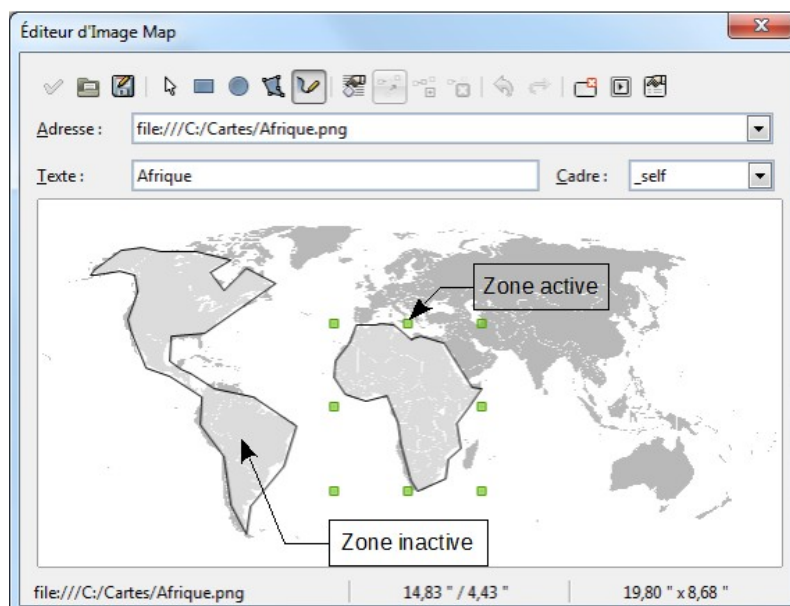 Éditeur d'Image Map
Adresse : file:///C:/Cartes/Afrique.png
Texte : Afrique Cadre : _self
Zone active
Zone inactive
file:///C:/Cartes/Afrique.png 14,83 " / 4,43 " 19,80 " x 8,68 "